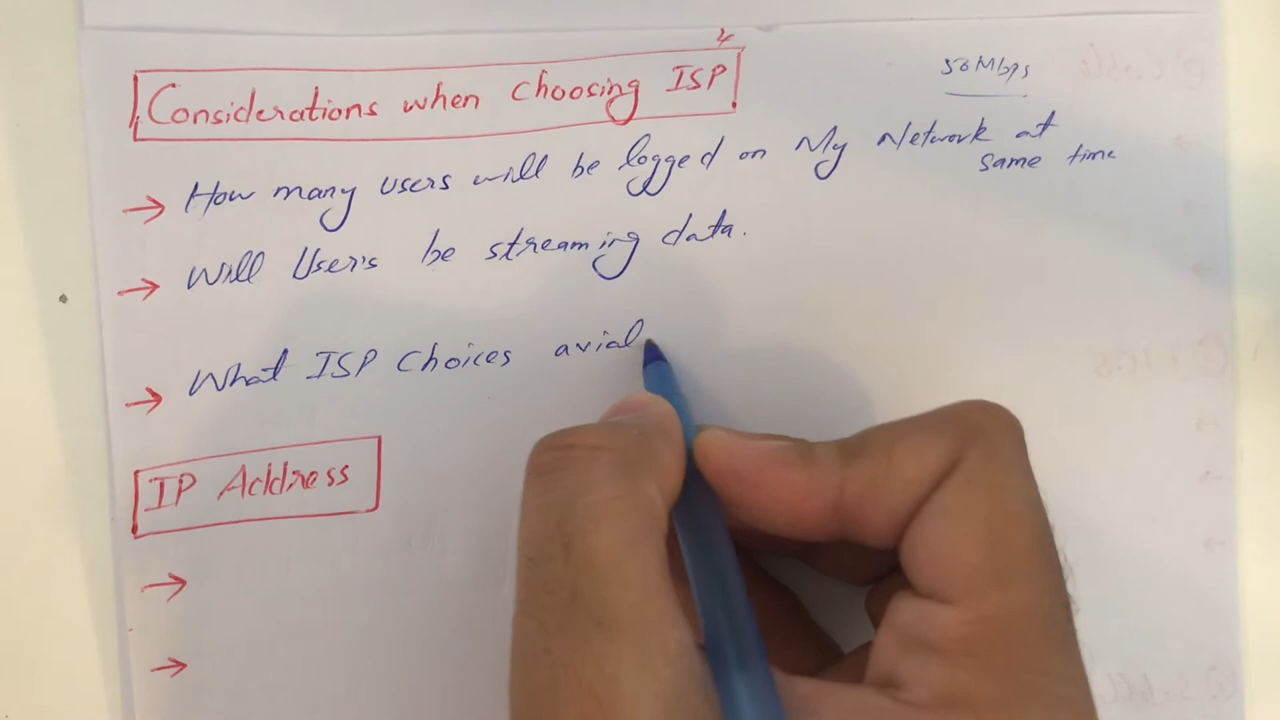 Considerations when choosing ISP
50Mbps
→ How many users will be logged on My Network at
same time
→ Will User's be streaming data.
→ What ISP Choices avial
IP Address
→
→